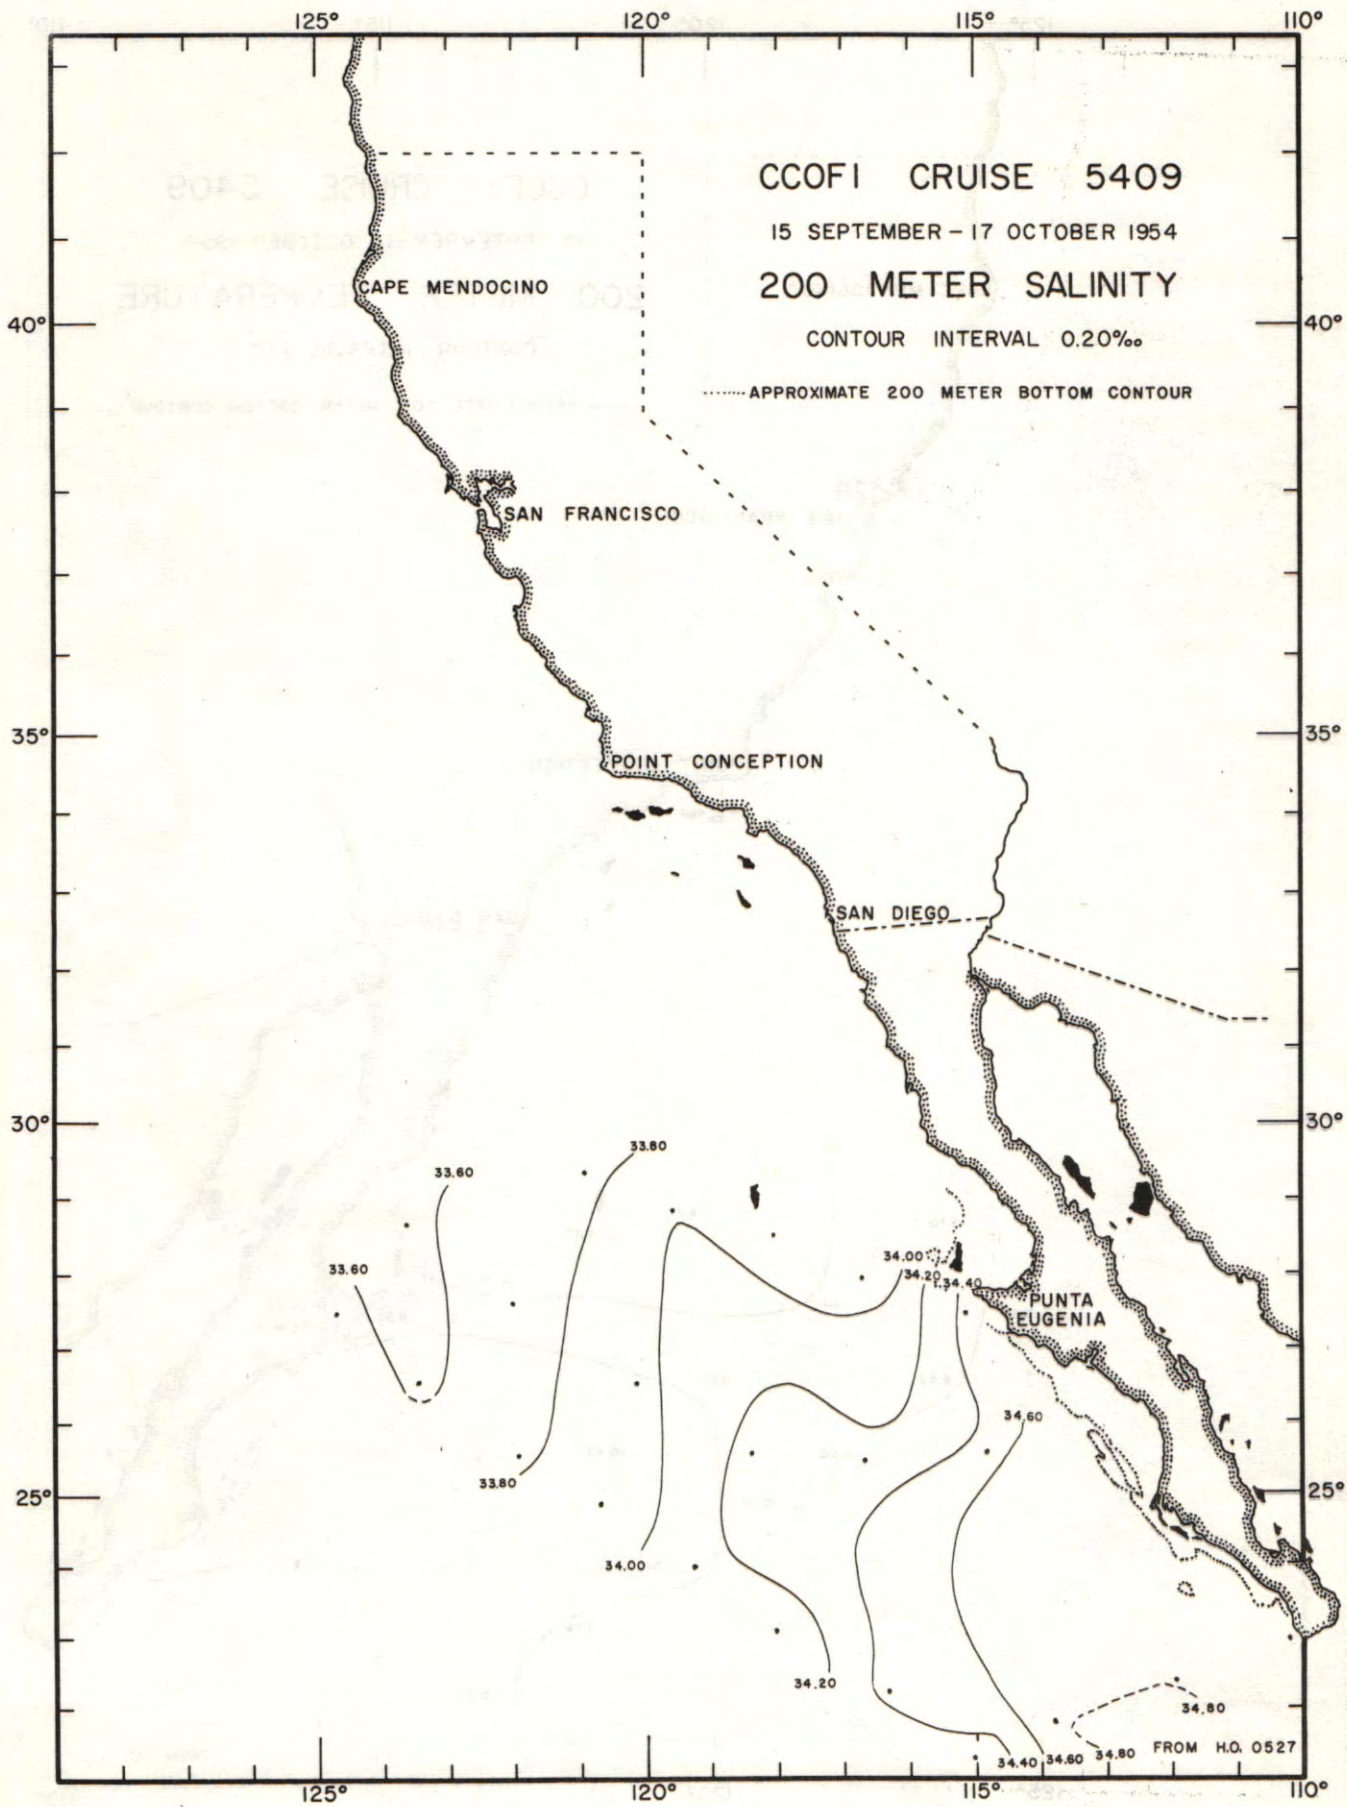 125° 120° 115° 110°
CCOFI CRUISE 5409
15 SEPTEMBER – 17 OCTOBER 1954
200 METER SALINITY
CONTOUR INTERVAL 0.20‰
APPROXIMATE 200 METER BOTTOM CONTOUR
CAPE MENDOCINO
40° 40°
SAN FRANCISCO
35° 35°
POINT CONCEPTION
SAN DIEGO
30° 30°
33.80
33.60
34.00
33.60
34.20
34.40
PUNTA
EUGENIA
34.60
33.80
25° 25°
34.00
34.20
34.80
34.40 34.60 34.80 FROM H.O. 0527
125° 120° 115° 110°